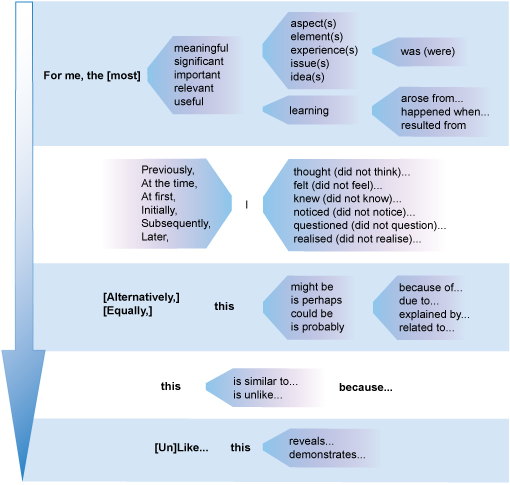 For me, the [most]
meaningful
significant
important
relevant
useful
aspect(s)
element(s)
experience(s)
issue(s)
idea(s)
was (were)
learning
arose from...
happened when...
resulted from
Previously,
At the time,
At first,
Initially,
Subsequently,
Later,
I
thought (did not think)...
felt (did not feel)...
knew (did not know)...
noticed (did not notice)...
questioned (did not question)...
realised (did not realise)...
[Alternatively,]
[Equally,]
this
might be
is perhaps
could be
is probably
because of...
due to...
explained by...
related to...
this
is similar to...
is unlike...
because...
[Un]Like...
this
reveals...
demonstrates...